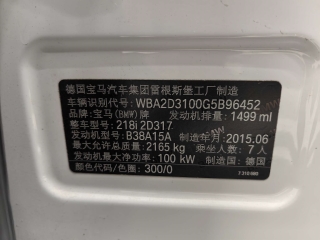 德国宝马汽车集团雷根斯堡工厂制造
车辆识别代号: WBA2D3100G5B96452
品牌: 宝马(BMW)牌 发动机排量: 1499 ml
整车型号: 218i 2D317
发动机型号: B38A15A 制造年月: 2015.06
最大允许总质量: 2165 kg 乘坐人数: 7 人
发动机最大净功率: 100 kW 制造国: 德国
颜色代码/色圈: 300/0